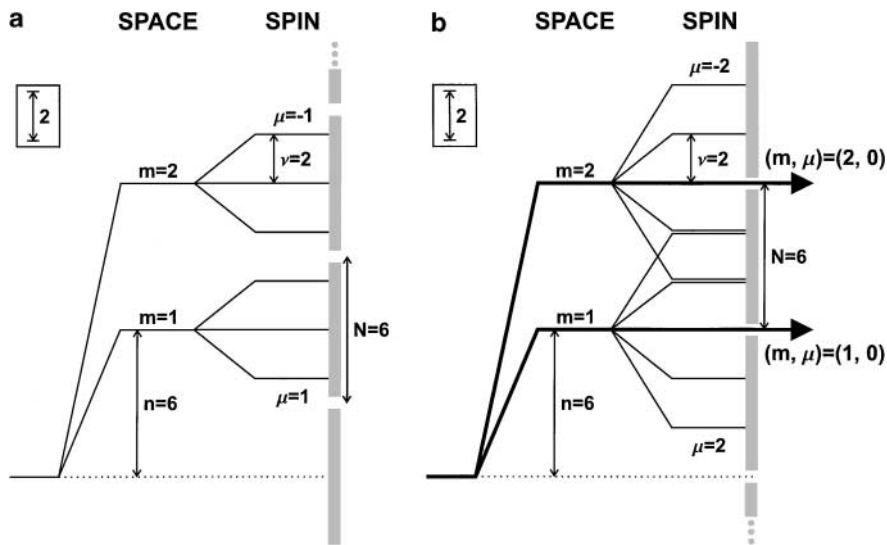 a
SPACE
SPIN
2
μ=-1
ν=2
m=2
m=1
N=6
μ=1
n=6
b
SPACE
SPIN
2
μ=-2
ν=2
(m, μ)=(2, 0)
m=2
N=6
m=1
(m, μ)=(1, 0)
n=6
μ=2